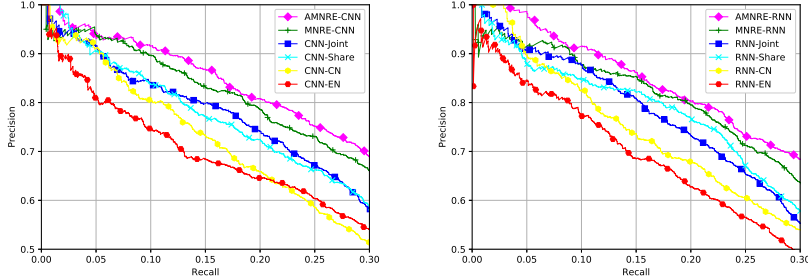 1.0
0.9
0.8
0.7
0.6
0.5
Precision
0.00 0.05 0.10 0.15 0.20 0.25 0.30
Recall
AMNRE-CNN
MNRE-CNN
CNN-Joint
CNN-Share
CNN-CN
CNN-EN
1.0
0.9
0.8
0.7
0.6
0.5
Precision
0.00 0.05 0.10 0.15 0.20 0.25 0.30
Recall
AMNRE-RNN
MNRE-RNN
RNN-Joint
RNN-Share
RNN-CN
RNN-EN